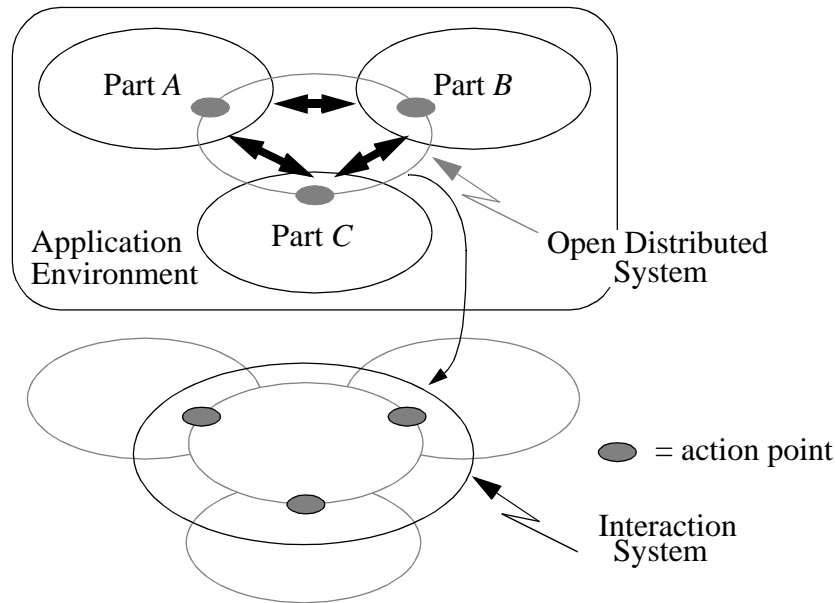 Part A
Part B
Part C
Application
Environment
Open Distributed
System
= action point
Interaction
System